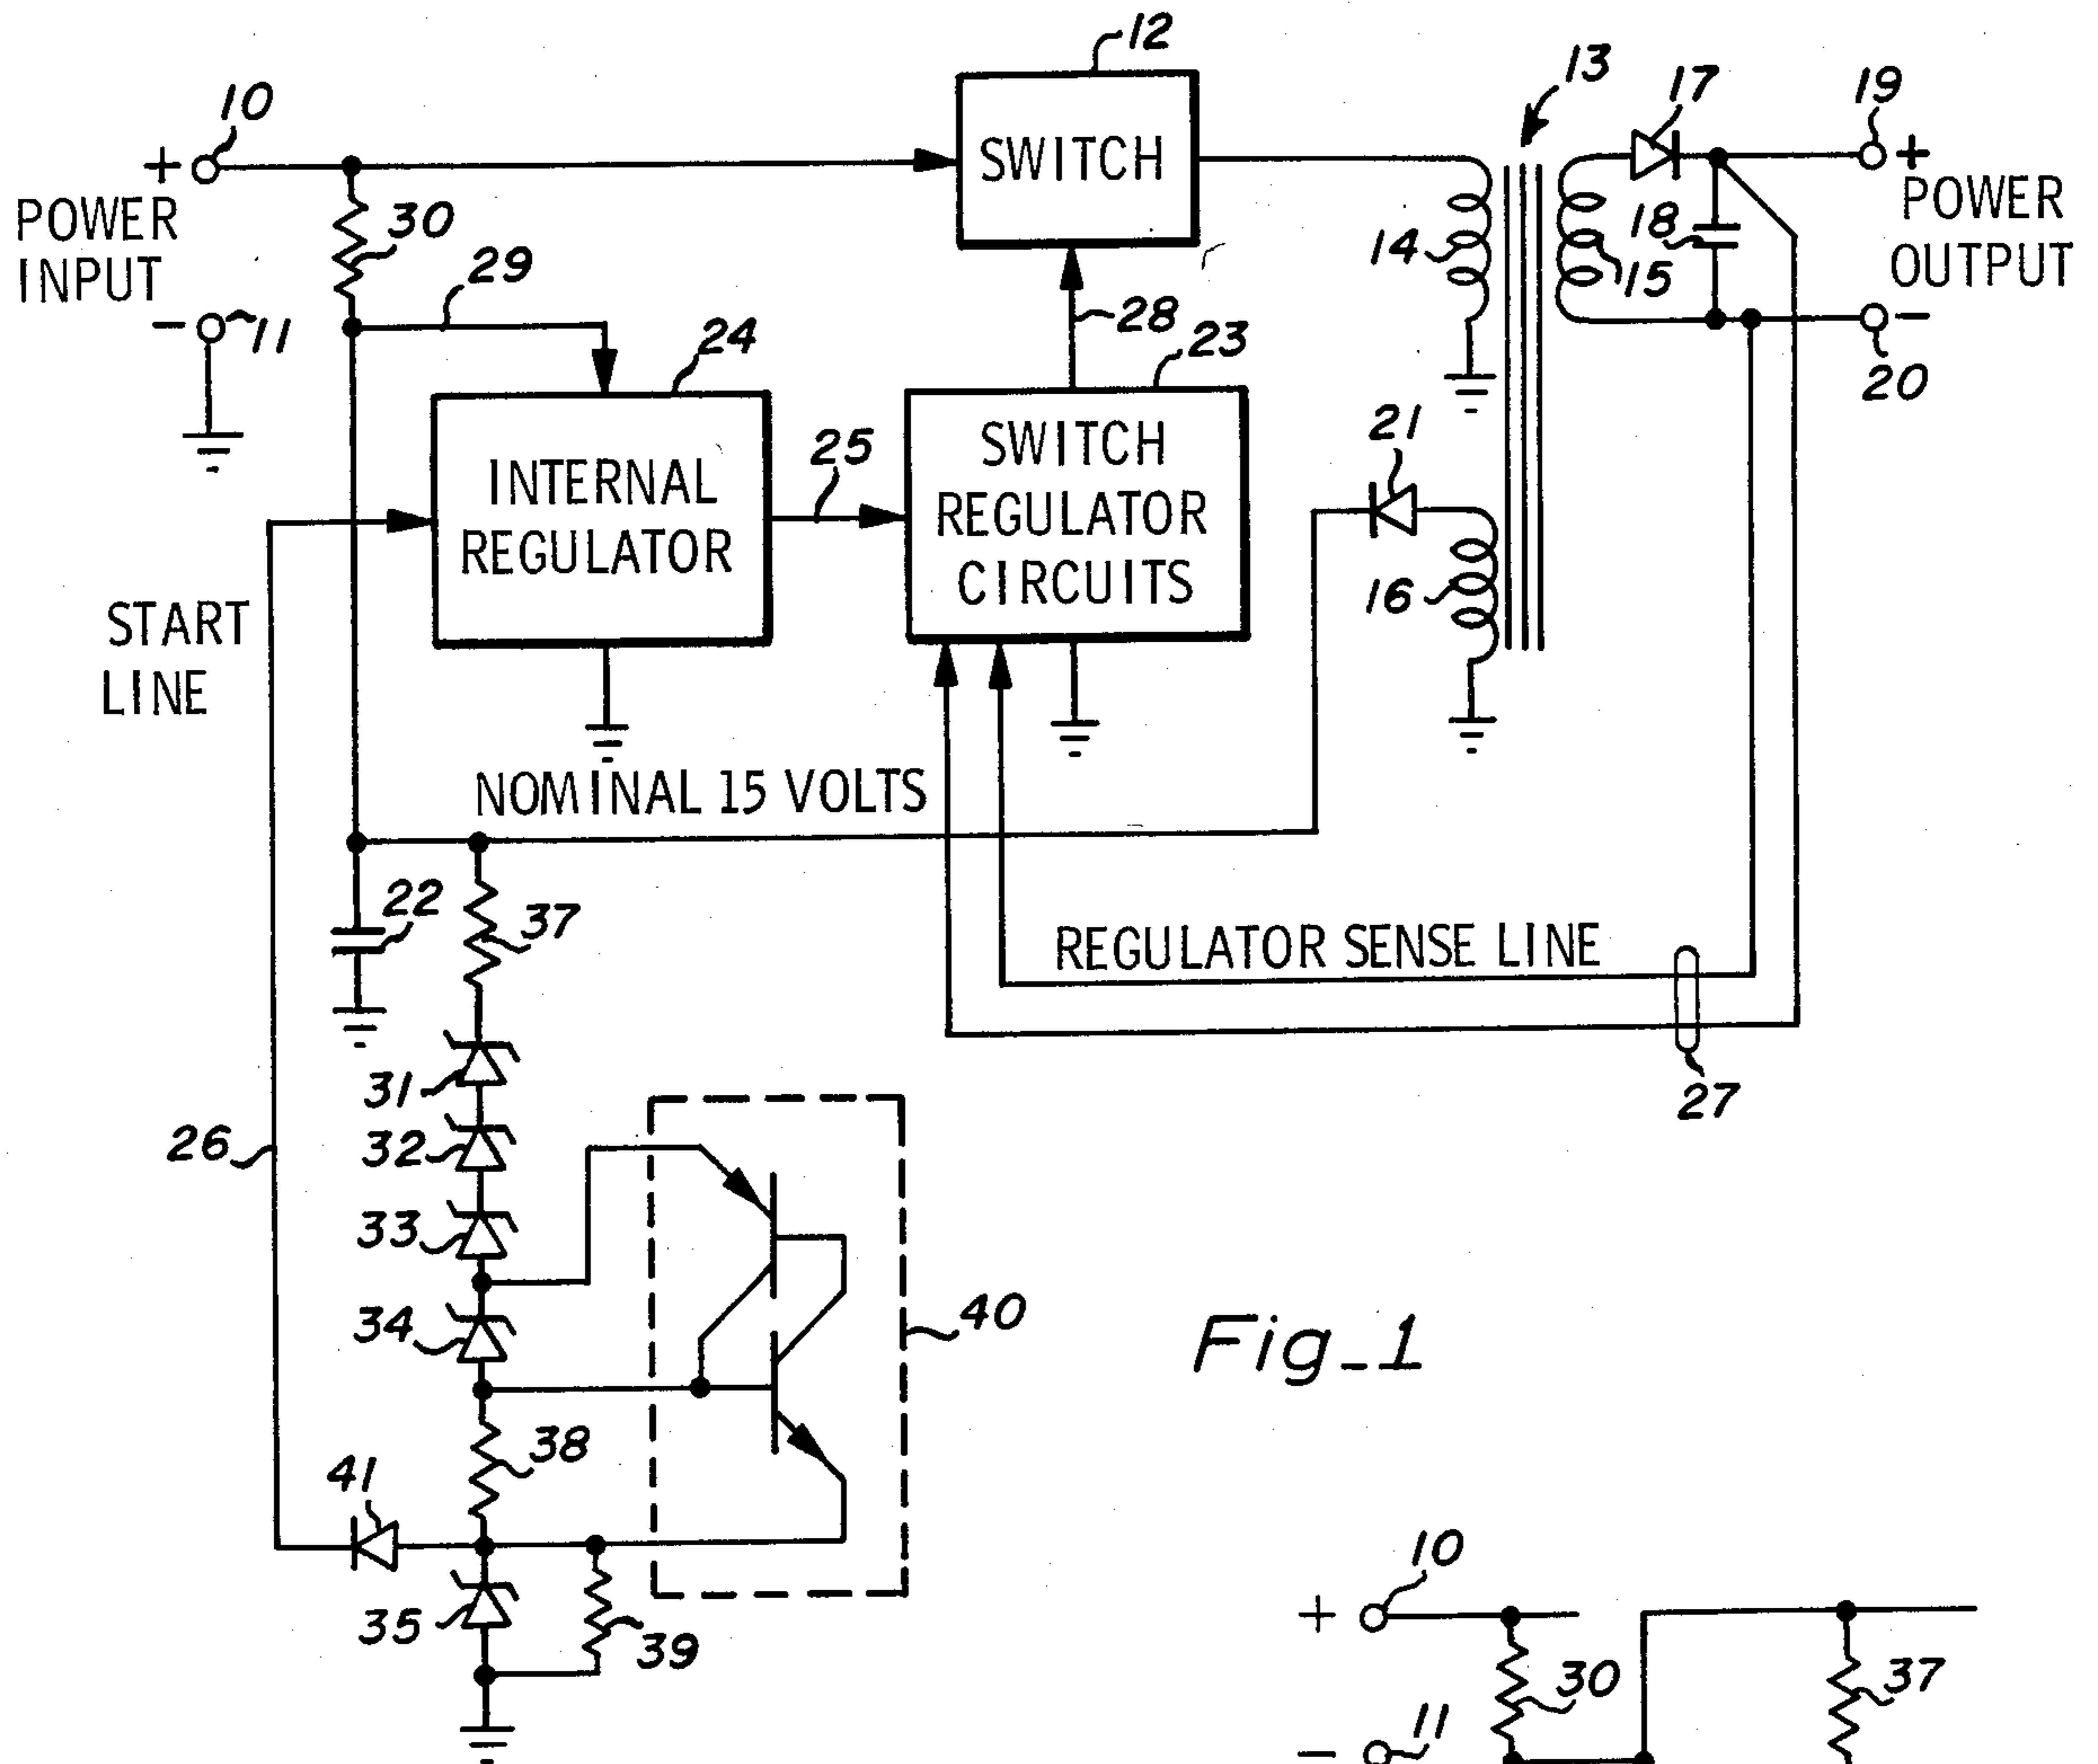 12
13
17
19
10
+
SWITCH
+
POWER
INPUT
30
29
14
18
15
POWER
OUTPUT
-
11
24
28
23
-
20
21
INTERNAL
REGULATOR
25
SWITCH
REGULATOR
CIRCUITS
16
START
LINE
NOMINAL 15 VOLTS
22
37
REGULATOR SENSE LINE
27
31
26
32
33
34
40
Fig_1
38
41
35
39
10
+
30
37
11
-